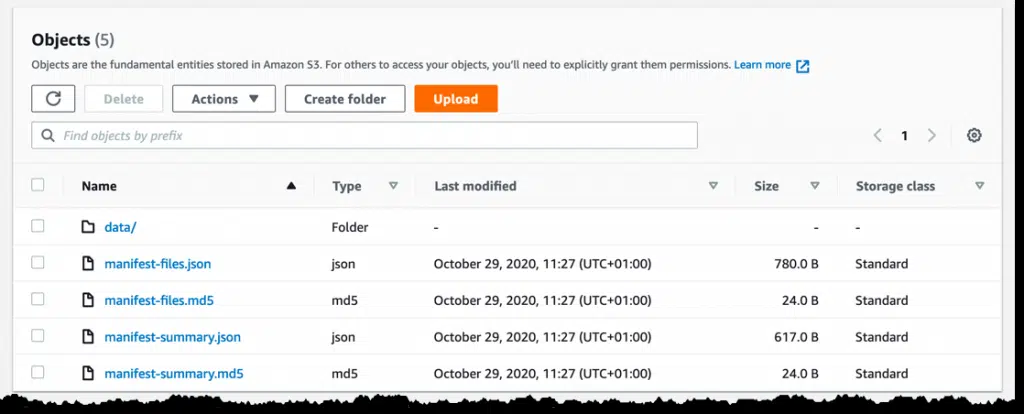 Objects (5)
Objects are the fundamental entities stored in Amazon S3. For others to access your objects, you'll need to explicitly grant them permissions. Learn more
Delete Actions Create folder Upload
Find objects by prefix 1
Name Type Last modified Size Storage class
data/ Folder - - -
manifest-files.json json October 29, 2020, 11:27 (UTC+01:00) 780.0 B Standard
manifest-files.md5 md5 October 29, 2020, 11:27 (UTC+01:00) 24.0 B Standard
manifest-summary.json json October 29, 2020, 11:27 (UTC+01:00) 617.0 B Standard
manifest-summary.md5 md5 October 29, 2020, 11:27 (UTC+01:00) 24.0 B Standard